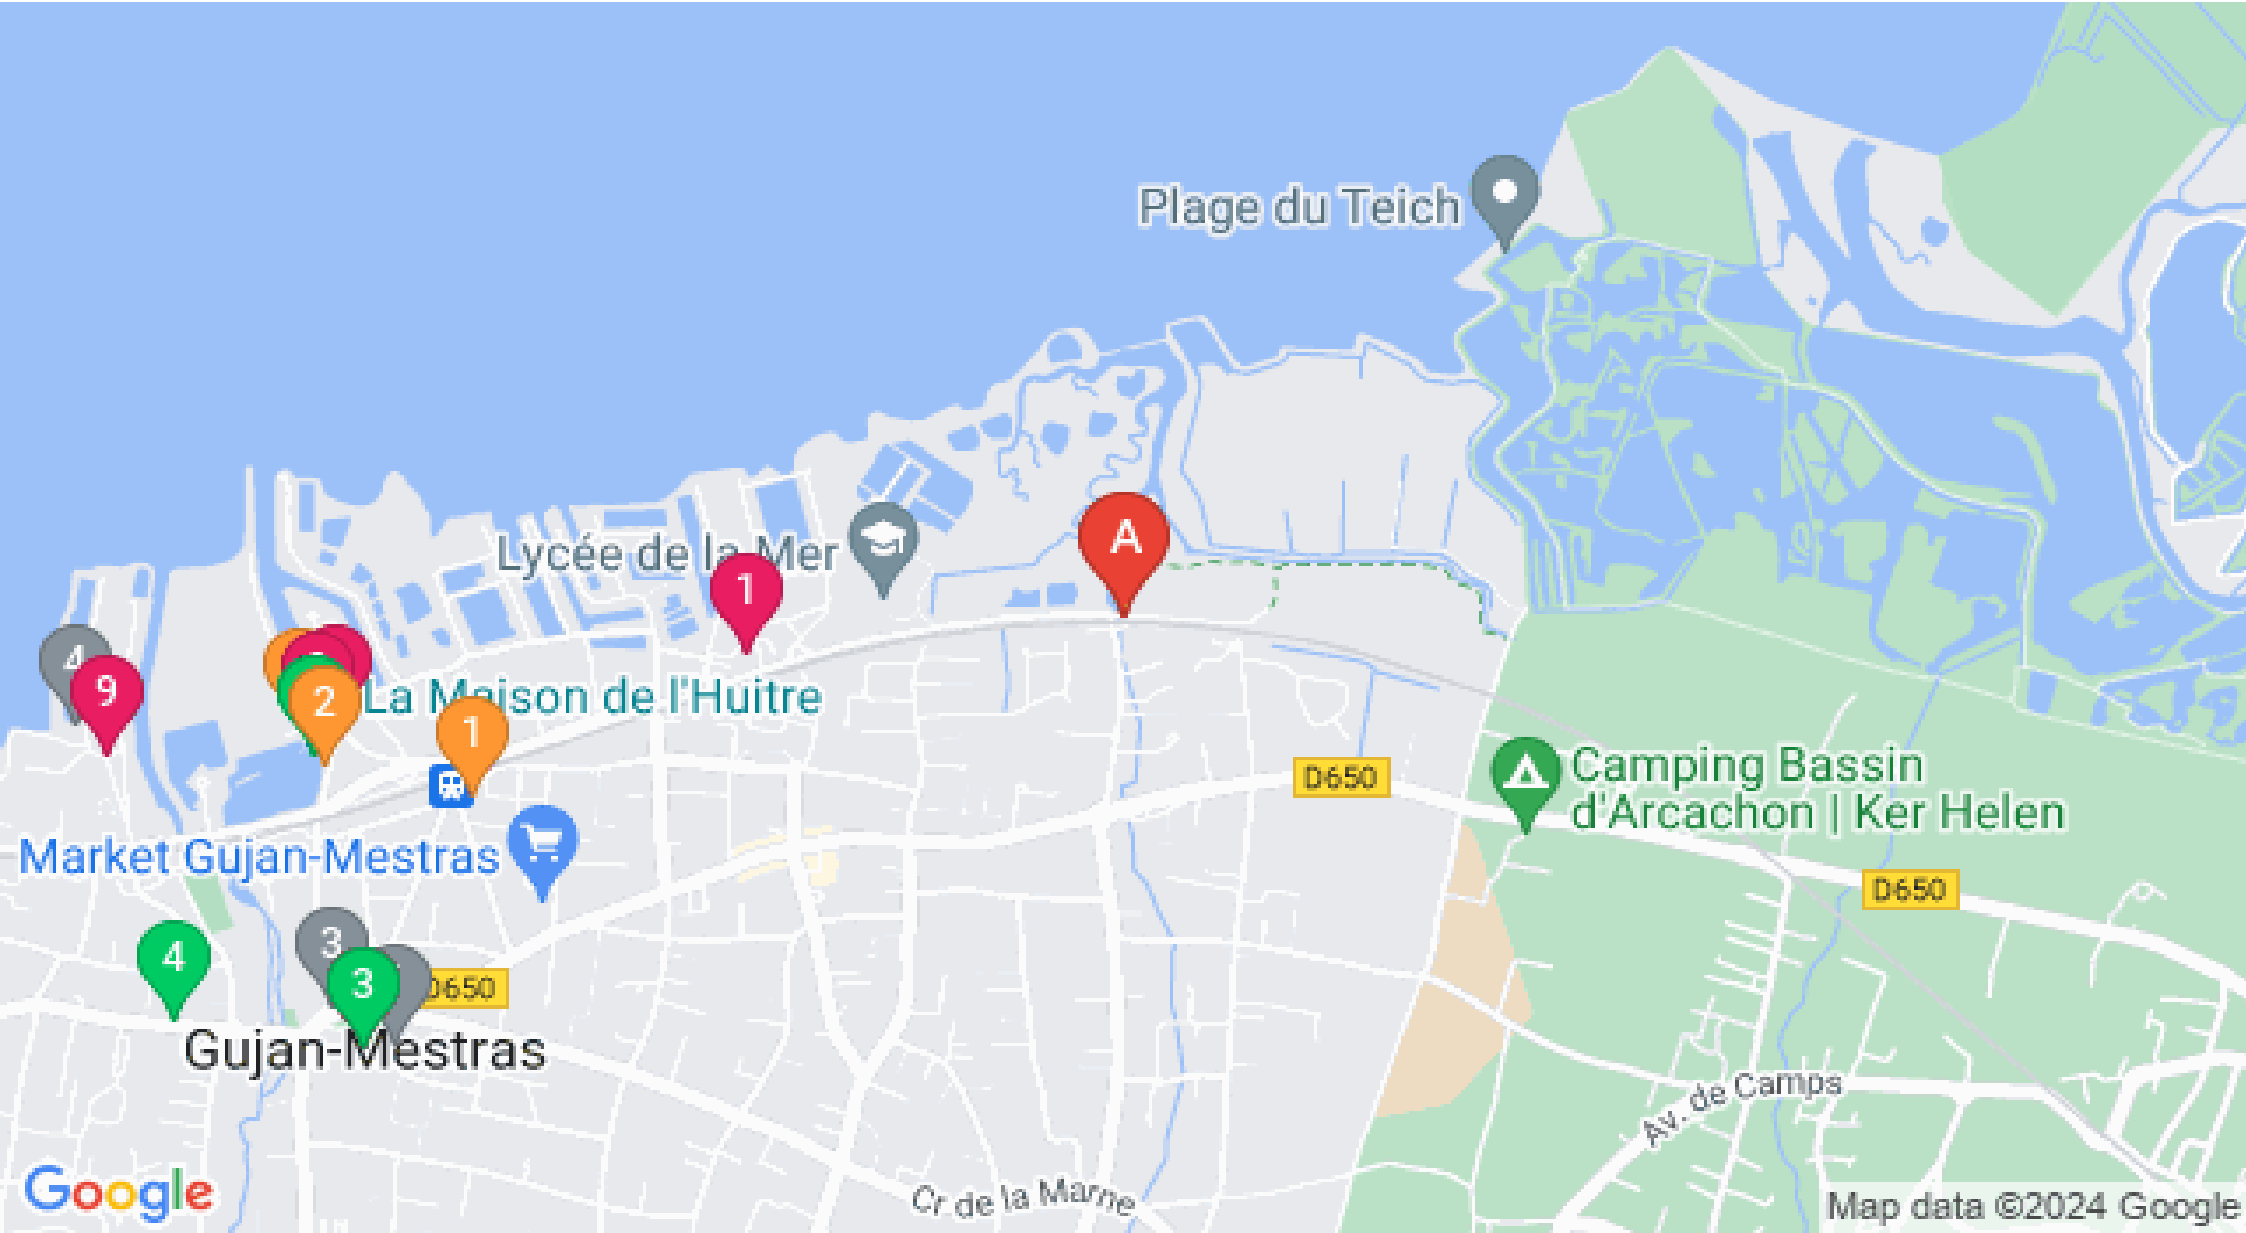 Plage du Teich
A
Lycée de la Mer
1
4
9
2
La Maison de l'Huitre
1
D650
Camping Bassin
d'Arcachon | Ker Helen
Market Gujan-Mestras
D650
4
3
3
D650
Gujan-Mestras
Av. de Camps
Cr de la Marne
Google
Map data ©2024 Google